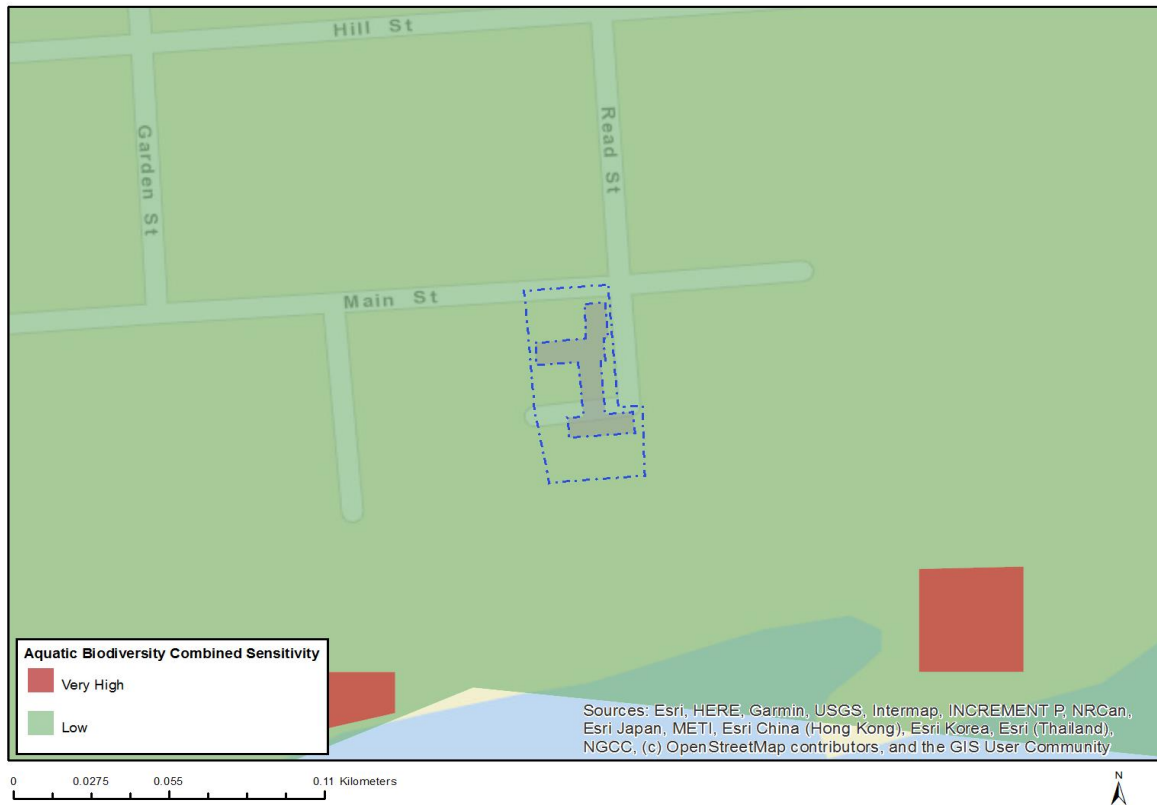 Hill St
Garden St
Read St
Main St
Aquatic Biodiversity Combined Sensitivity
Very High
Low
Sources: Esri, HERE, Garmin, USGS, Intermap, INCREMENT P, NRCan,
Esri Japan, METI, Esri China (Hong Kong), Esri Korea, Esri (Thailand),
NGCC, (c) OpenStreetMap contributors, and the GIS User Community
0 0.0275 0.055 0.11 Kilometers
N